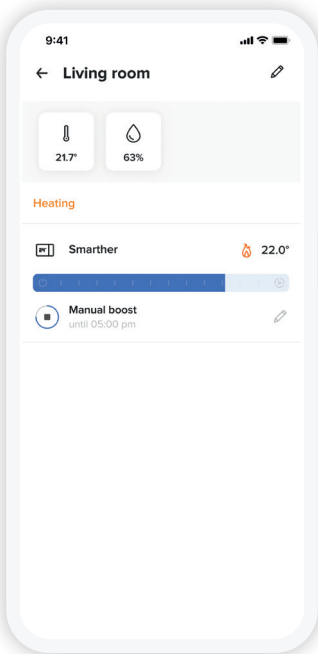 9:41
Living room
21.7°
63%
Heating
Smarther
22.0°
Manual boost
until 05:00 pm